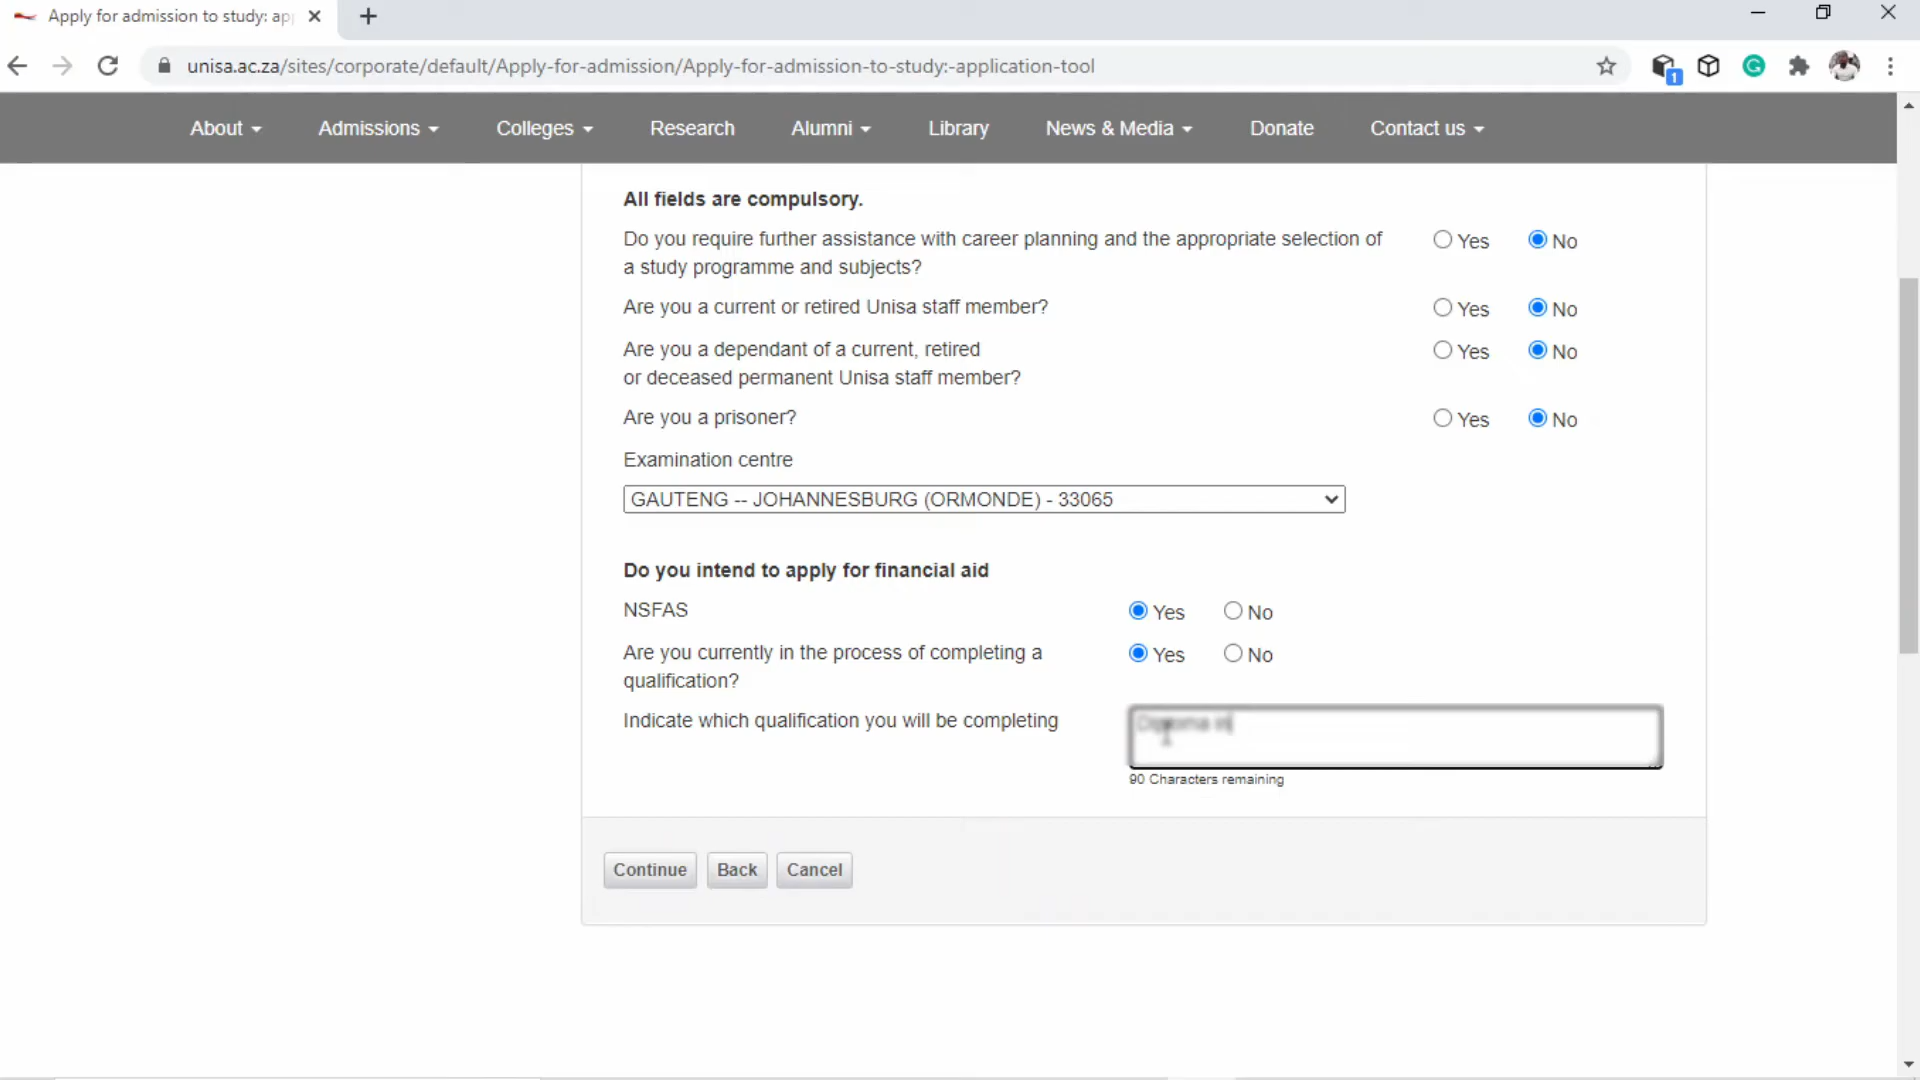 Apply for admission to study: ap
unisa.ac.za/sites/corporate/default/Apply-for-admission/Apply-for-admission-to-study:-application-tool
1
About Admissions Colleges Research Alumni Library News & Media Donate Contact us
All fields are compulsory.
Do you require further assistance with career planning and the appropriate selection of Yes No
a study programme and subjects?
Are you a current or retired Unisa staff member? Yes No
Are you a dependant of a current, retired Yes No
or deceased permanent Unisa staff member?
Are you a prisoner? Yes No
Examination centre
GAUTENG -- JOHANNESBURG (ORMONDE) - 33065
Do you intend to apply for financial aid
NSFAS Yes No
Are you currently in the process of completing a Yes No
qualification?
Indicate which qualification you will be completing
90 Characters remaining
Continue Back Cancel